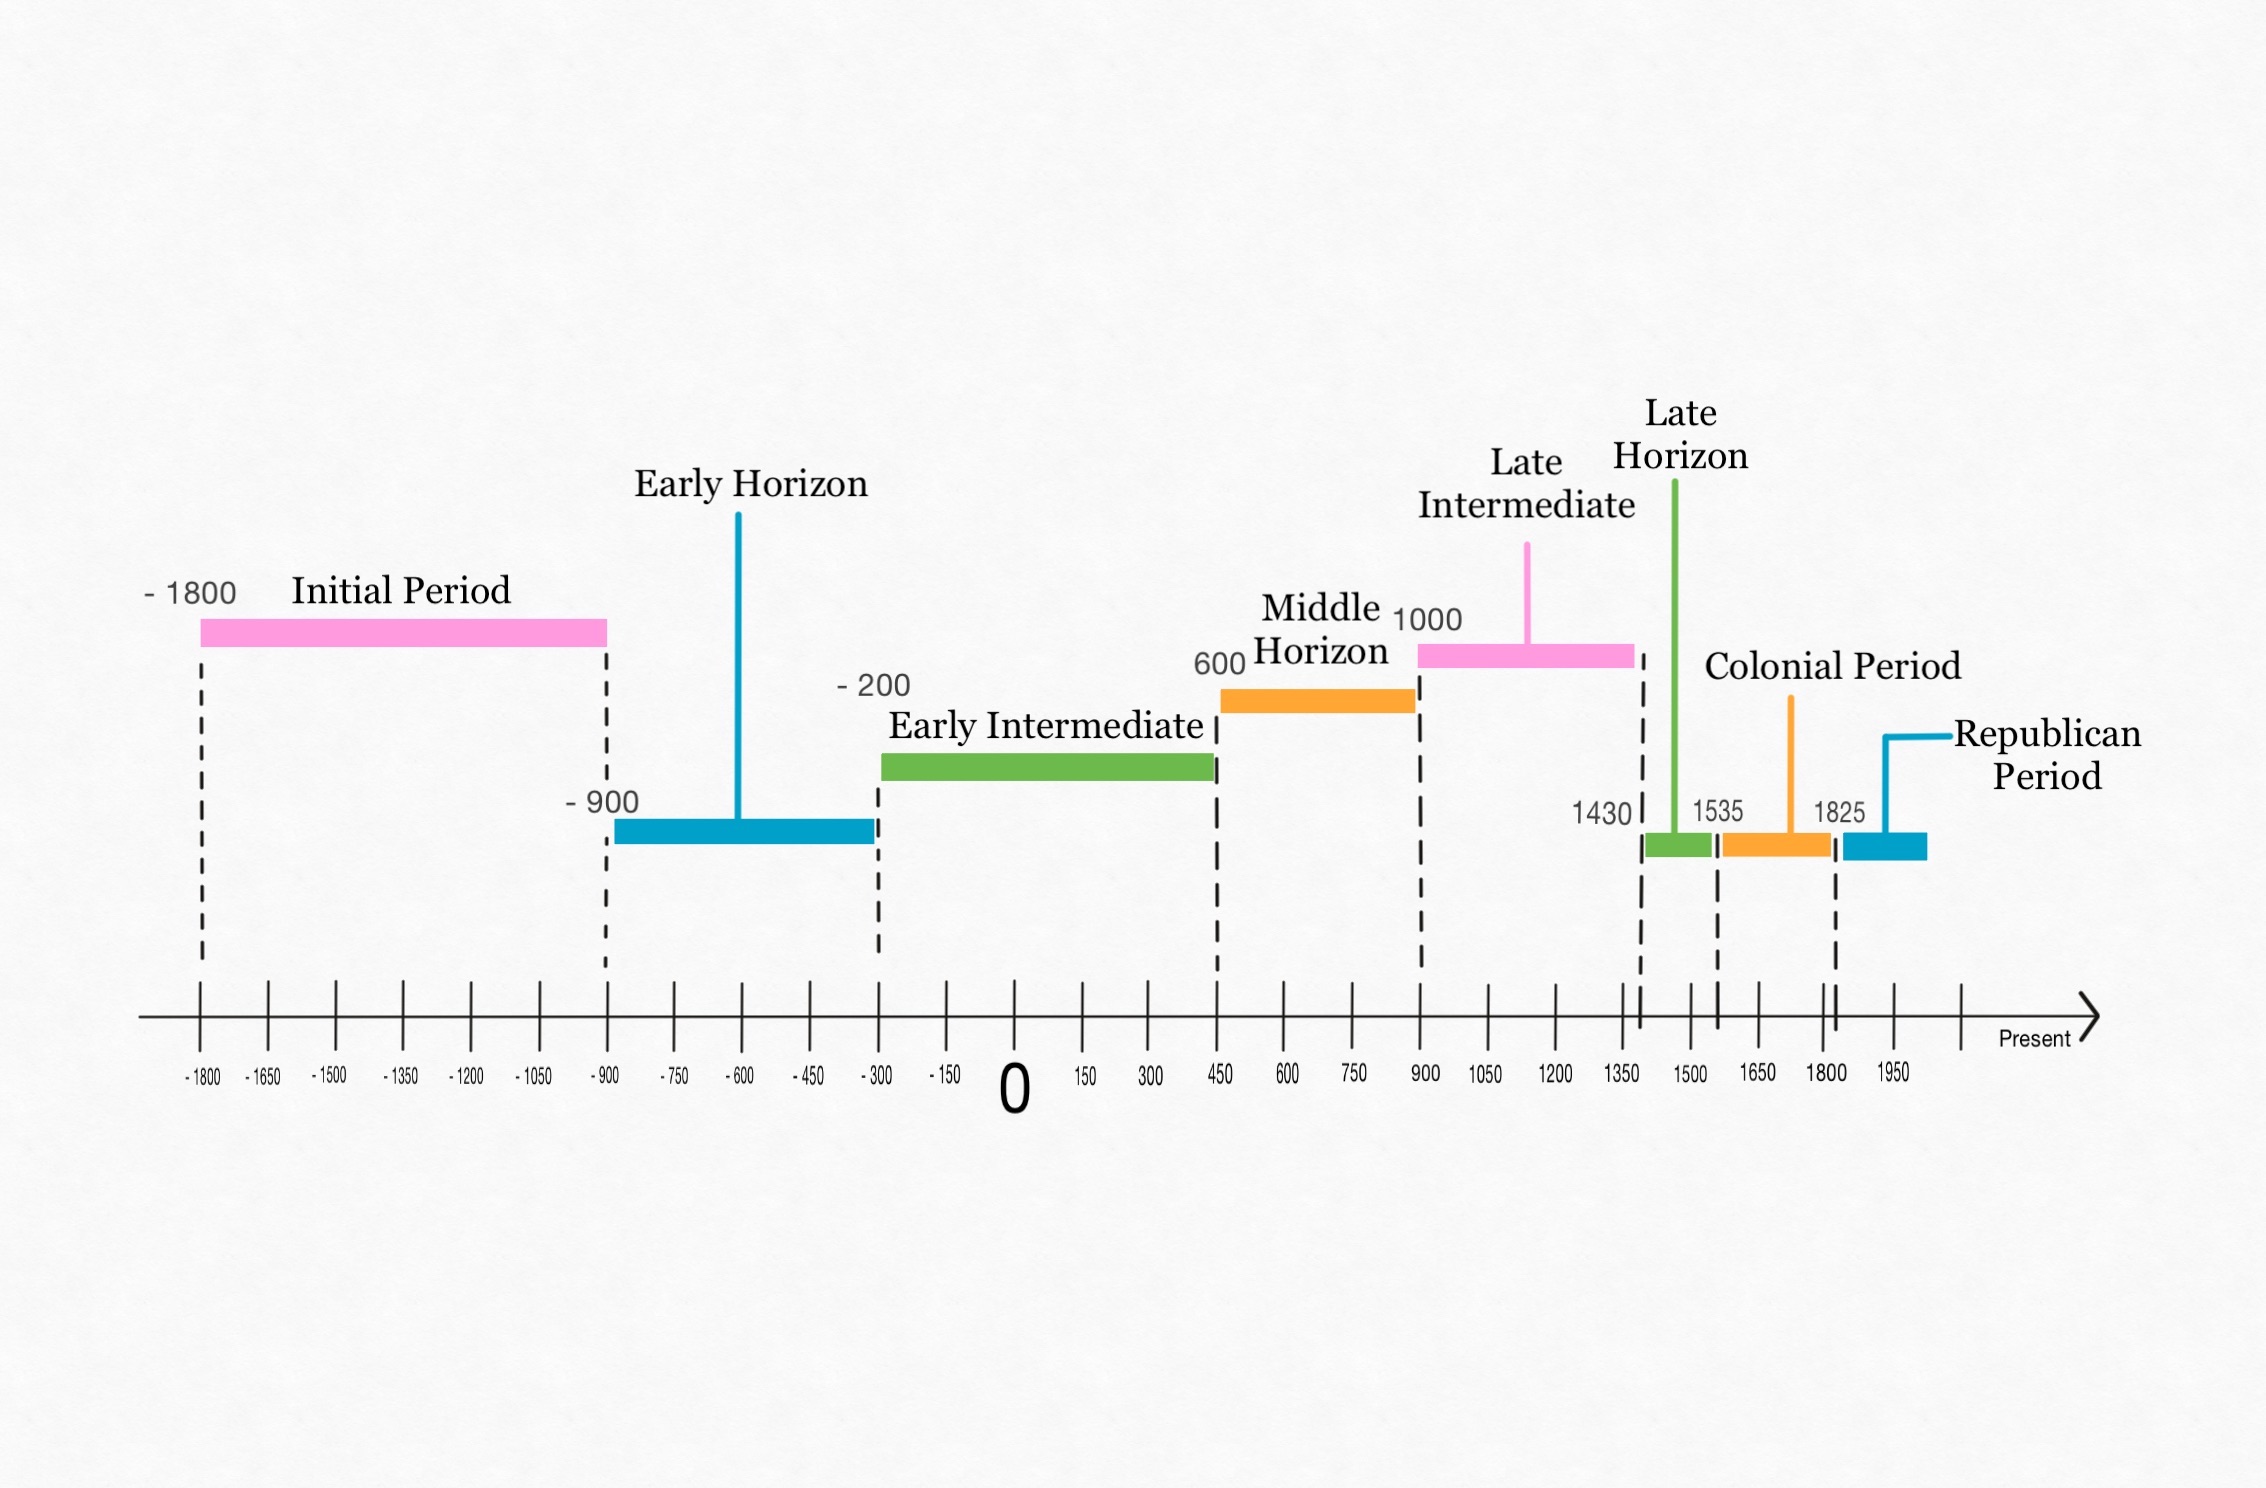 Late
Horizon
Late
Intermediate
Early Horizon
- 1800
Initial Period
Middle
Horizon
1000
600
Colonial Period
- 200
Early Intermediate
Republican
Period
- 900
1430
1535
1825
Present
- 1800 - 1650 - 1500 - 1350 - 1200 - 1050 - 900 - 750 - 600 - 450 - 300 - 150 0 150 300 450 600 750 900 1050 1200 1350 1500 1650 1800 1950